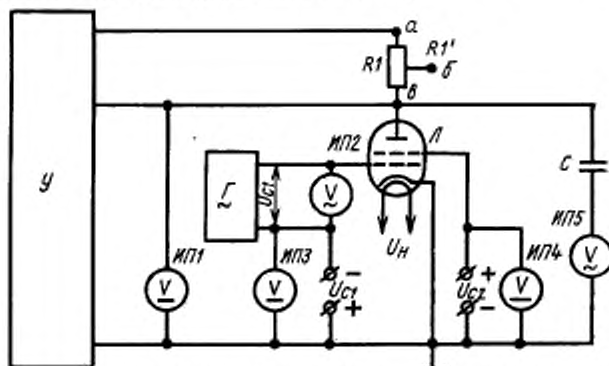 а
R1
R1'
б
в
ИП2
Л
C
У
Г
~
Uc1
V
~
ИП5
Uн
ИП1
ИП3
-
+
ИП4
V
~
V
V
Uc1
Uc2
V
+
-